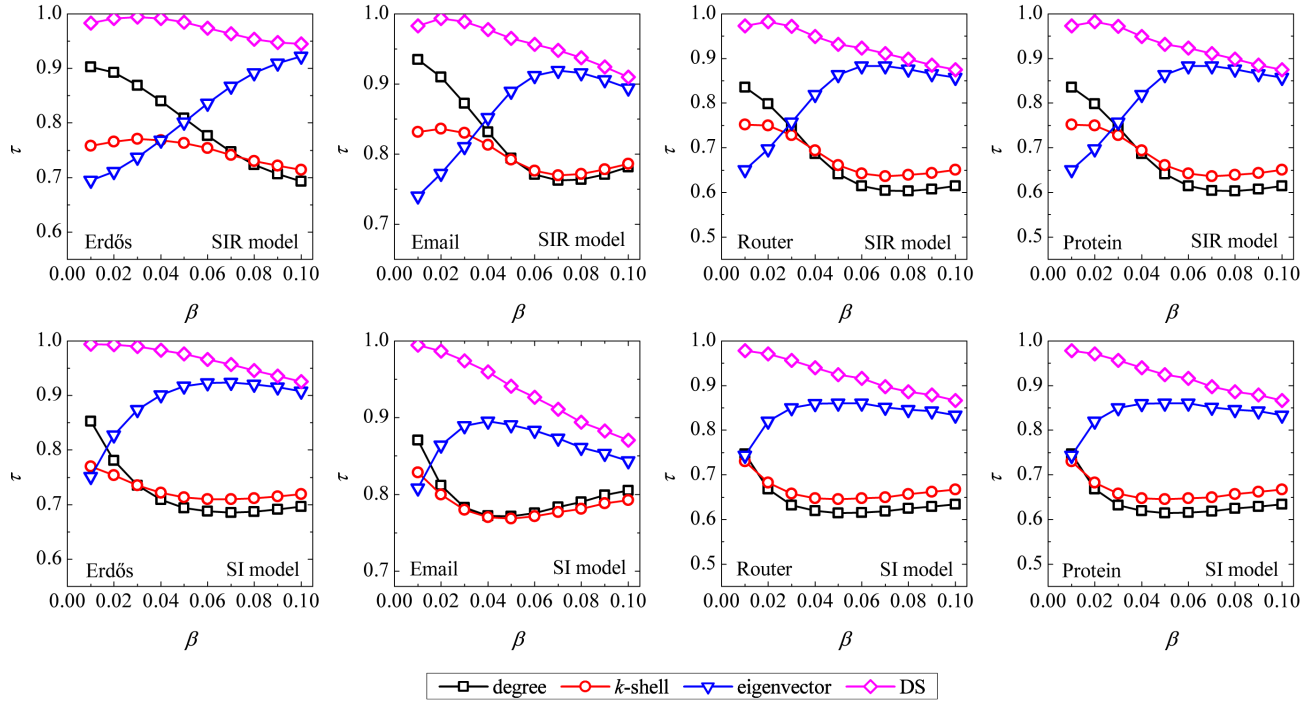 1.0 1.0 1.0 1.0
0.9 0.9 0.9 0.9
0.8 0.8 0.8 0.8
τ τ τ τ
0.7 0.7 0.7 0.7
0.6 0.6 0.6
0.5 0.5
Erdős SIR model Email SIR model Router SIR model Protein SIR model
0.00 0.02 0.04 0.06 0.08 0.10 0.00 0.02 0.04 0.06 0.08 0.10 0.00 0.02 0.04 0.06 0.08 0.10 0.00 0.02 0.04 0.06 0.08 0.10
β β β β
1.0 1.0 1.0 1.0
0.9 0.9 0.9 0.9
0.8 0.8 0.8 0.8
τ τ τ τ
0.7 0.7 0.7 0.7
0.6 0.6 0.6
0.5 0.5
Erdős SI model Email SI model Router SI model Protein SI model
0.00 0.02 0.04 0.06 0.08 0.10 0.00 0.02 0.04 0.06 0.08 0.10 0.00 0.02 0.04 0.06 0.08 0.10 0.00 0.02 0.04 0.06 0.08 0.10
β β β β
degree k-shell eigenvector DS